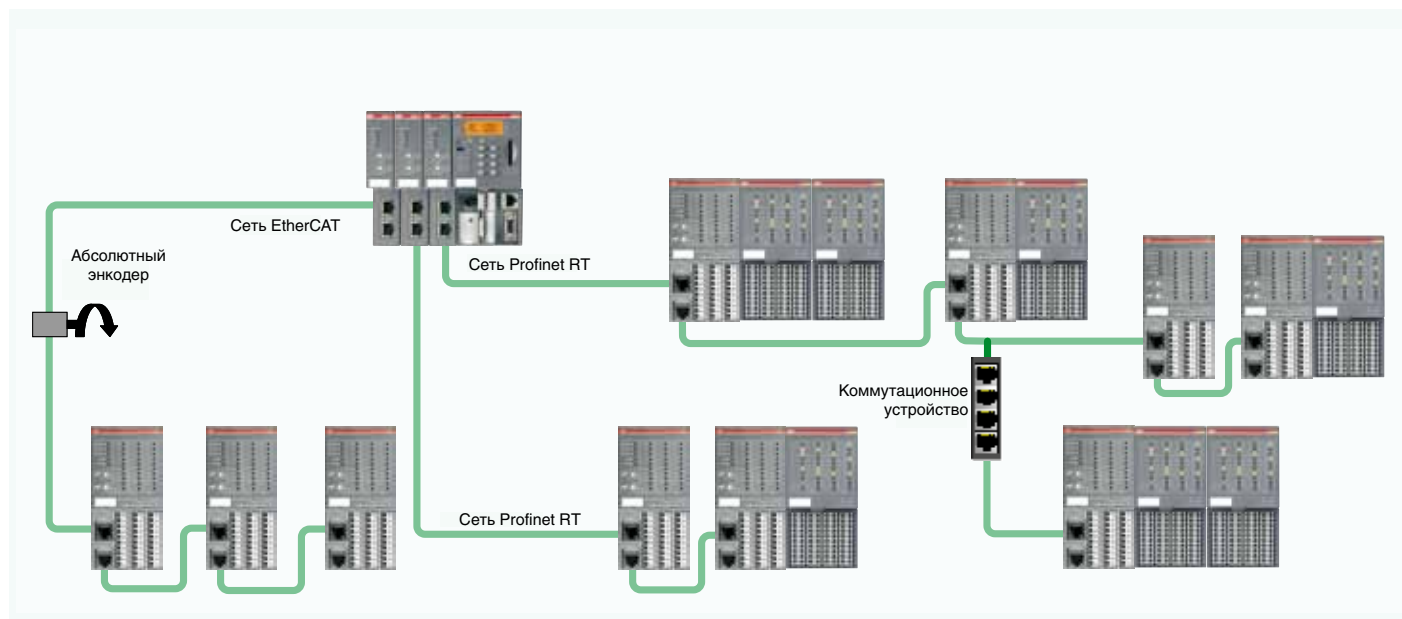 Сеть EtherCAT
Абсолютный
энкодер
Сеть Profinet RT
Коммутационное
устройство
Сеть Profinet RT